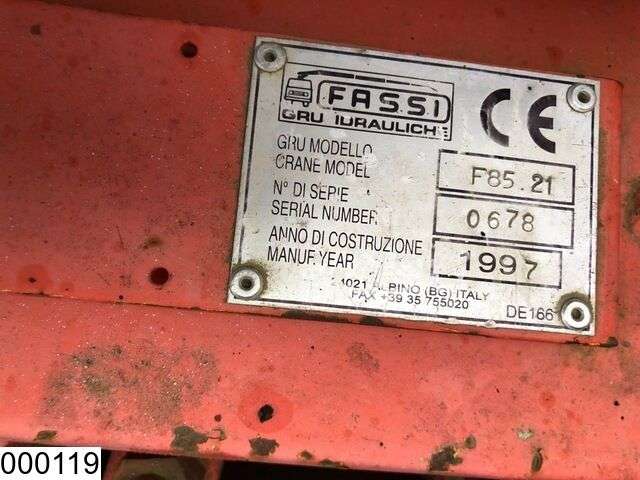 FASSI
GRU IDRAULICHE
CE
GRU MODELLO
CRANE MODEL
F85.21
N° DI SERIE
SERIAL NUMBER
0678
ANNO DI COSTRUZIONE
MANUF. YEAR
1997
24021 ALBINO (BG) ITALY
FAX +39 35 755020
DE166
000119